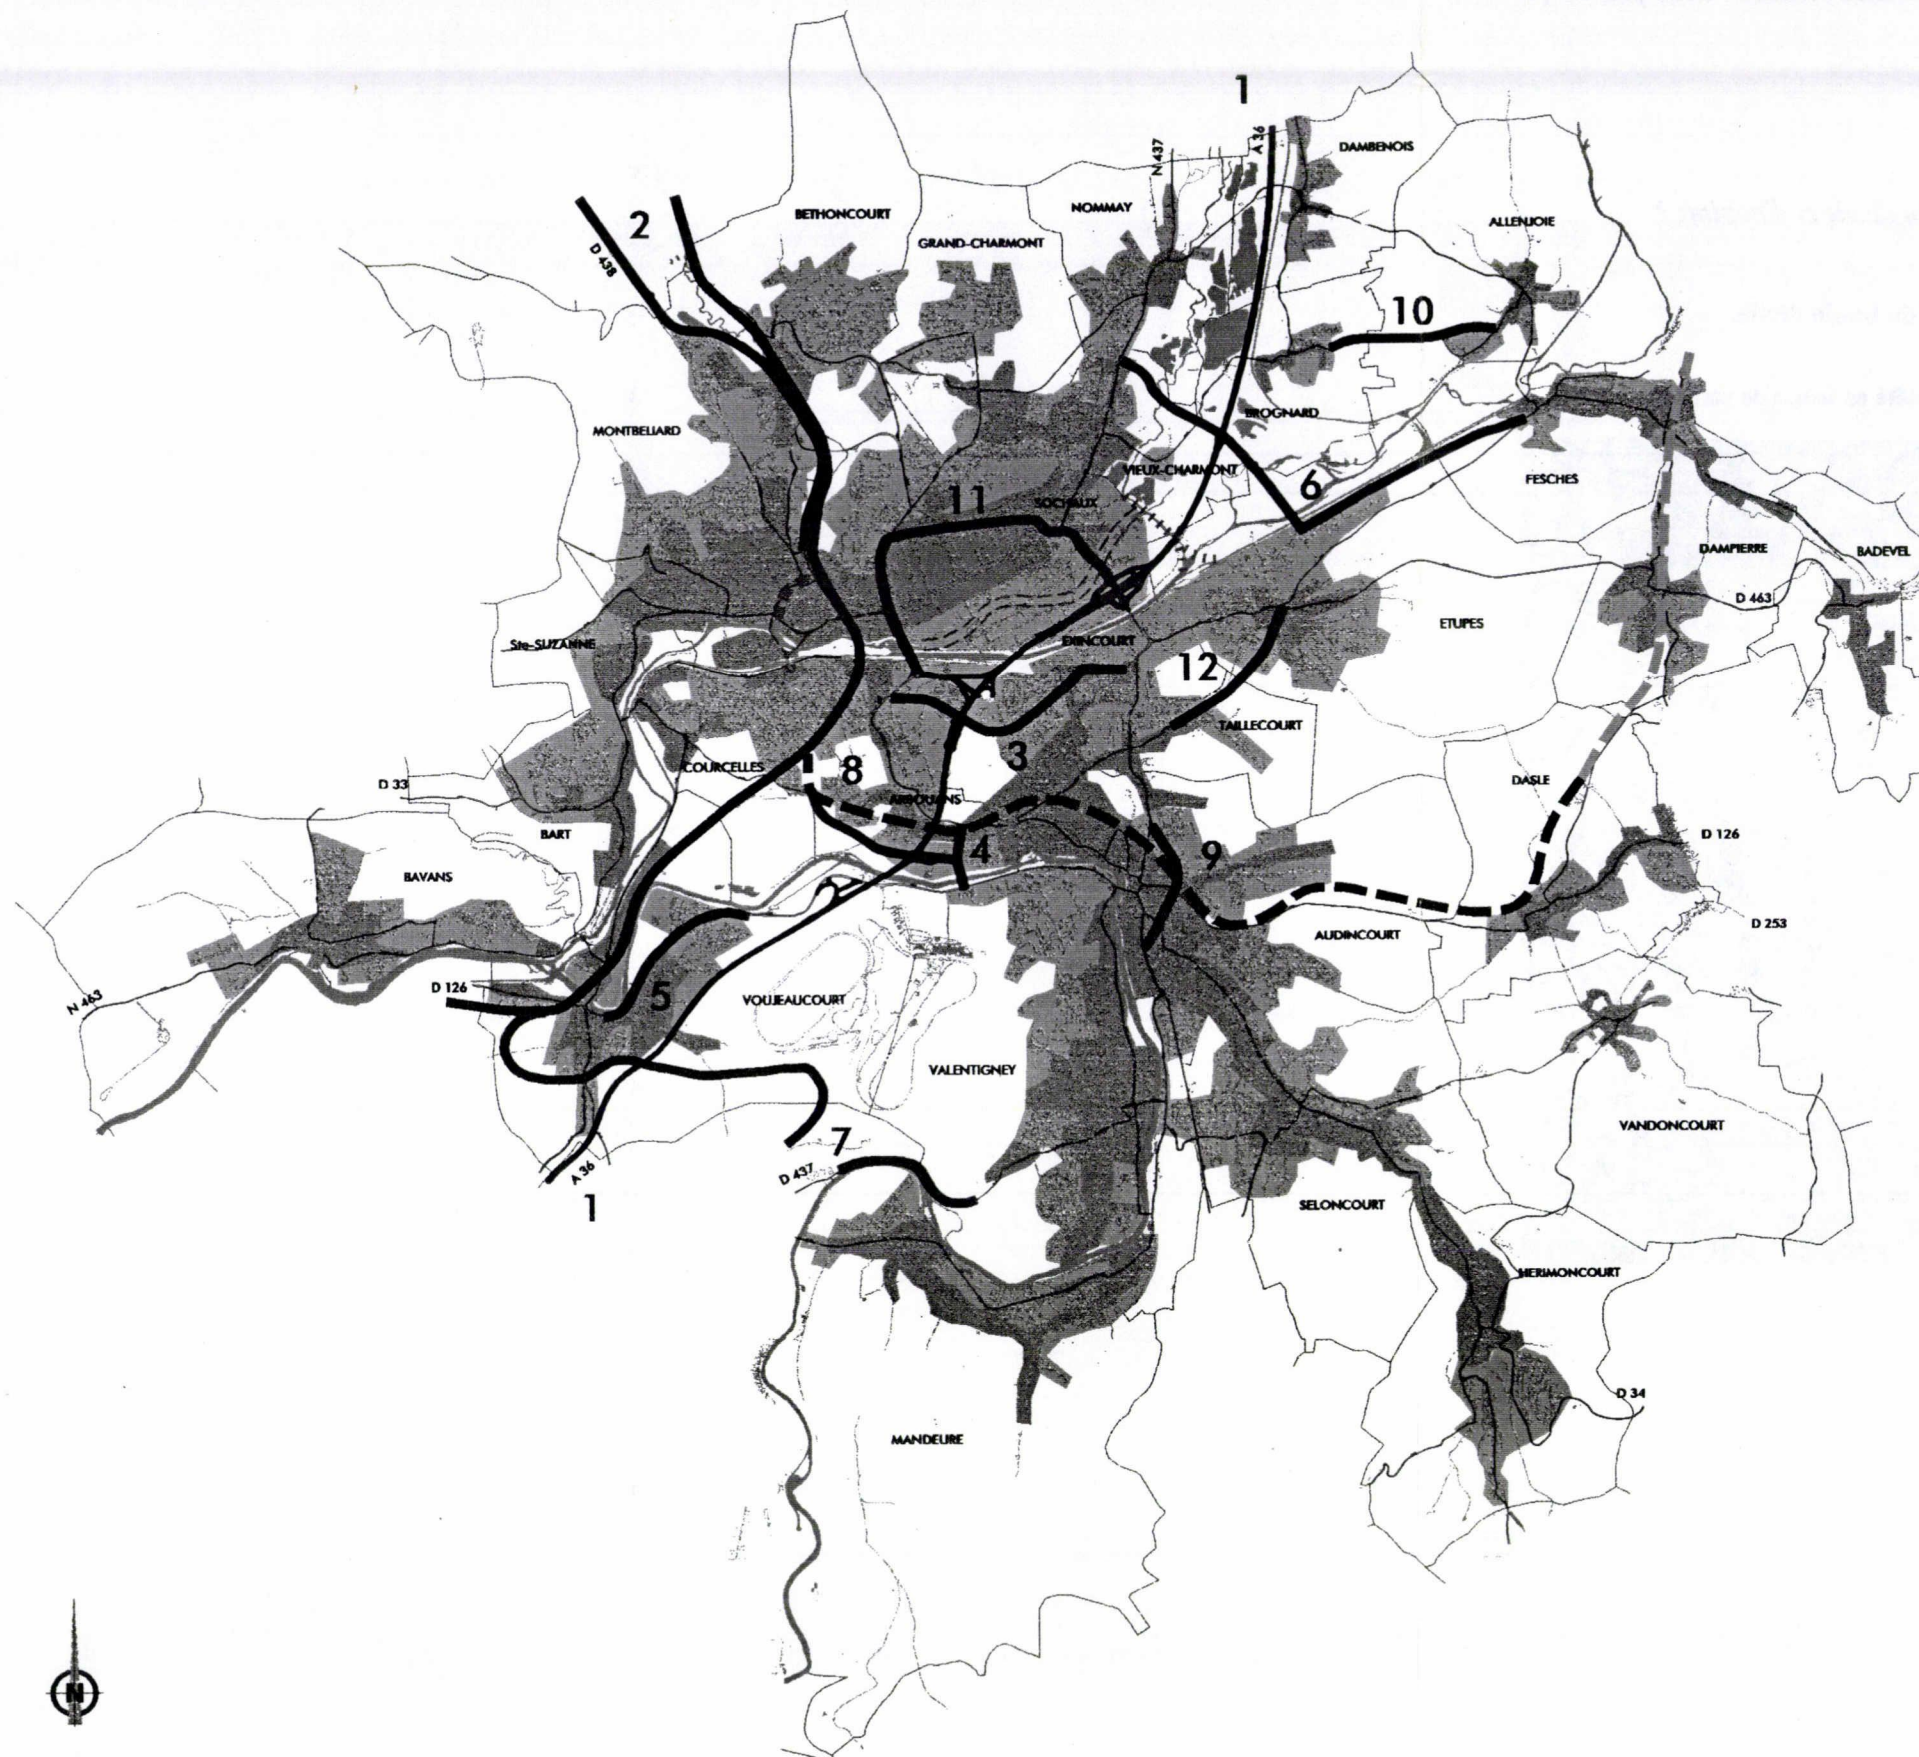 1
A 36
N 437
DAMBENOIS
BETHONCOURT
NOMMAY
ALLENJOIE
2
GRAND-CHARMONT
D 438
10
BROGNARD
MONTBELIARD
VIEUX-CHARMONT
FESCHES
6
11
SOCHAUX
DAMPIERRE
BADEVEL
D 463
ETUPES
Ste-SUZANNE
EXINCOURT
12
TAILLECOURT
3
COURCELLES
8
DASLE
D 33
ARBOUANS
BART
D 126
4
9
BAVANS
D 253
AUDINCOURT
D 126
5
VOUJEAUCOURT
N 463
VALENTIGNEY
VANDONCOURT
7
A 36
D 437
1
SELONCOURT
HERIMONCOURT
D 34
MANDEURE
N